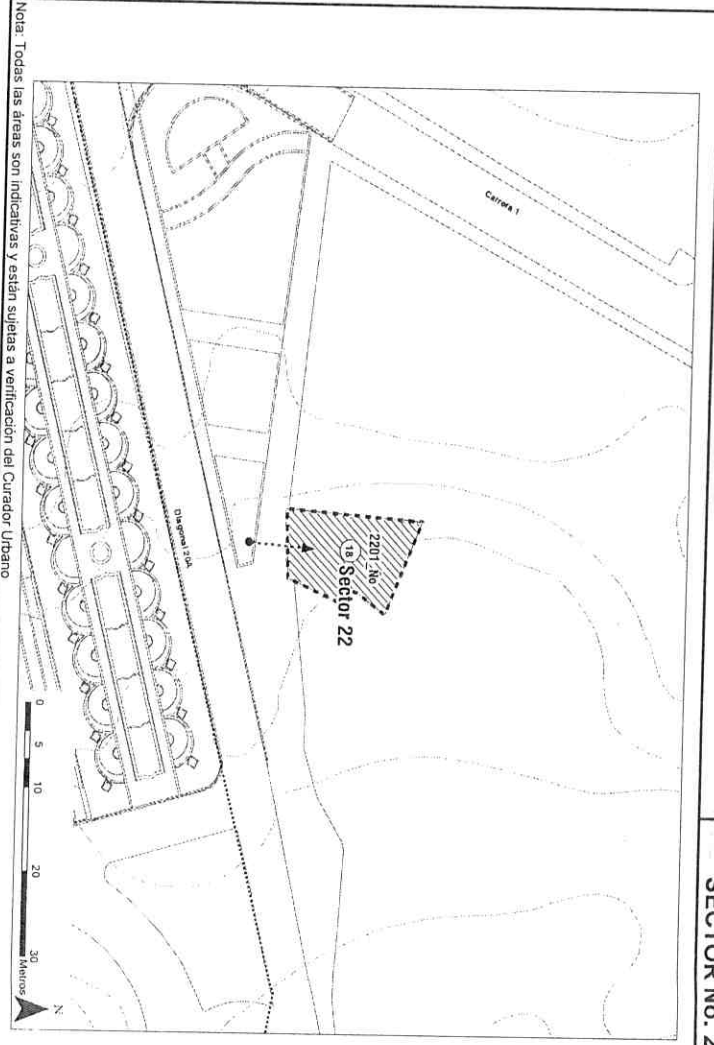 SECTOR No. 2
Carrera 1
2201_No
18
Sector 22
Diagonal 20A
0 5 10 20 30
Metros
N
Nota: Todas las áreas son indicativas y están sujetas a verificación del Curador Urbano